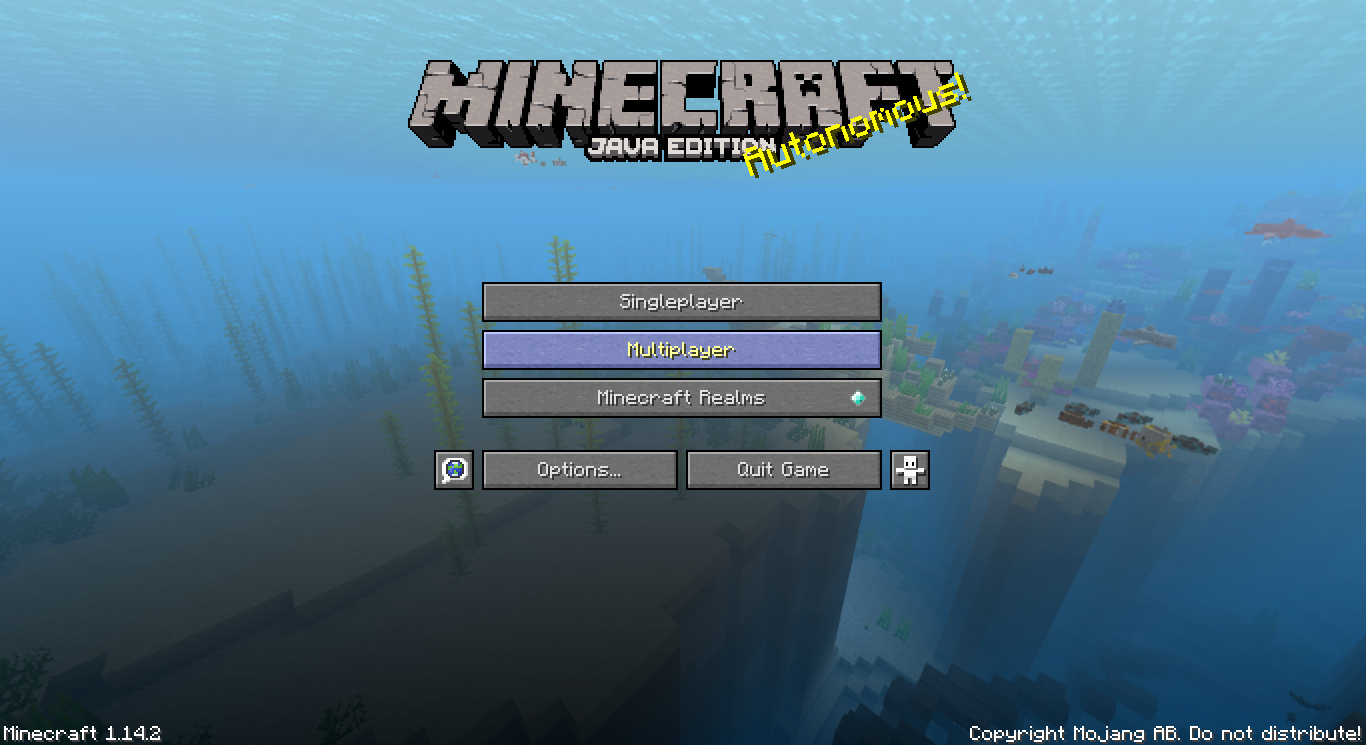 MINECRAFT
JAVA EDITION
Autonomous!
Singleplayer
Multiplayer
Minecraft Realms
Options...
Quit Game
Minecraft 1.14.2
Copyright Mojang AB. Do not distribute!